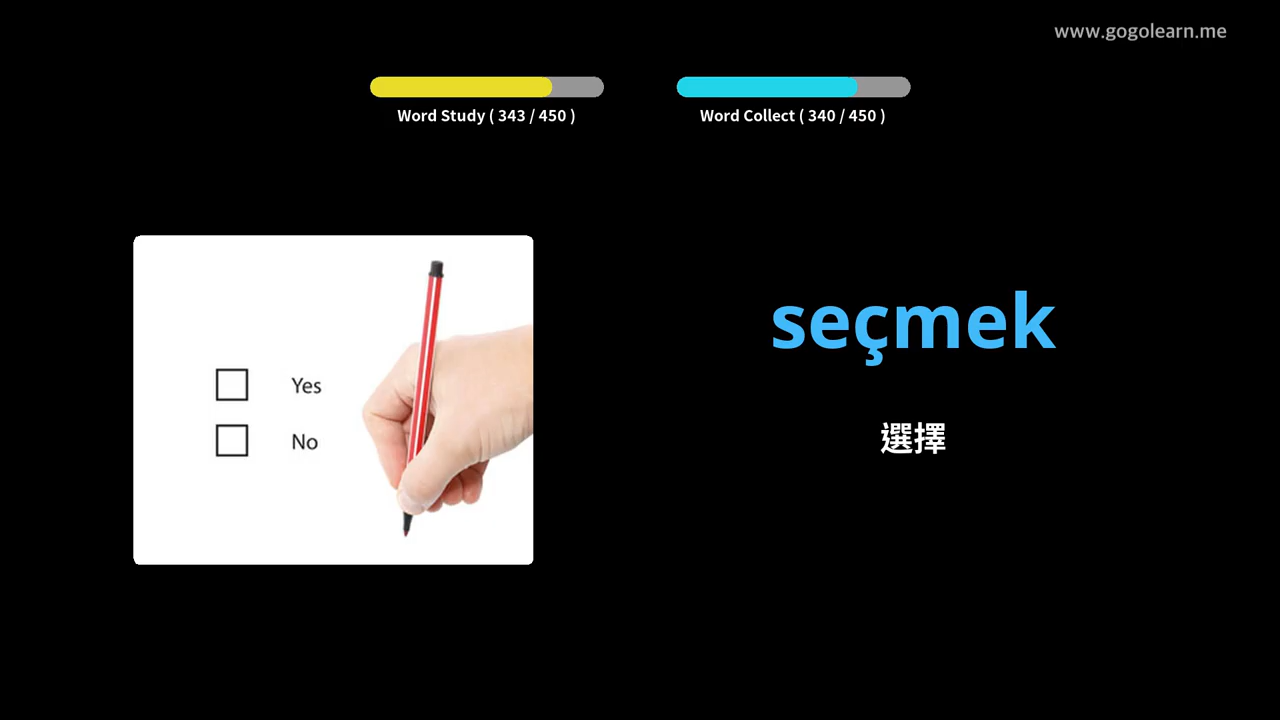 www.gogolearn.me
Word Study ( 343 / 450 )
Word Collect ( 340 / 450 )
Yes
No
seçmek
選擇